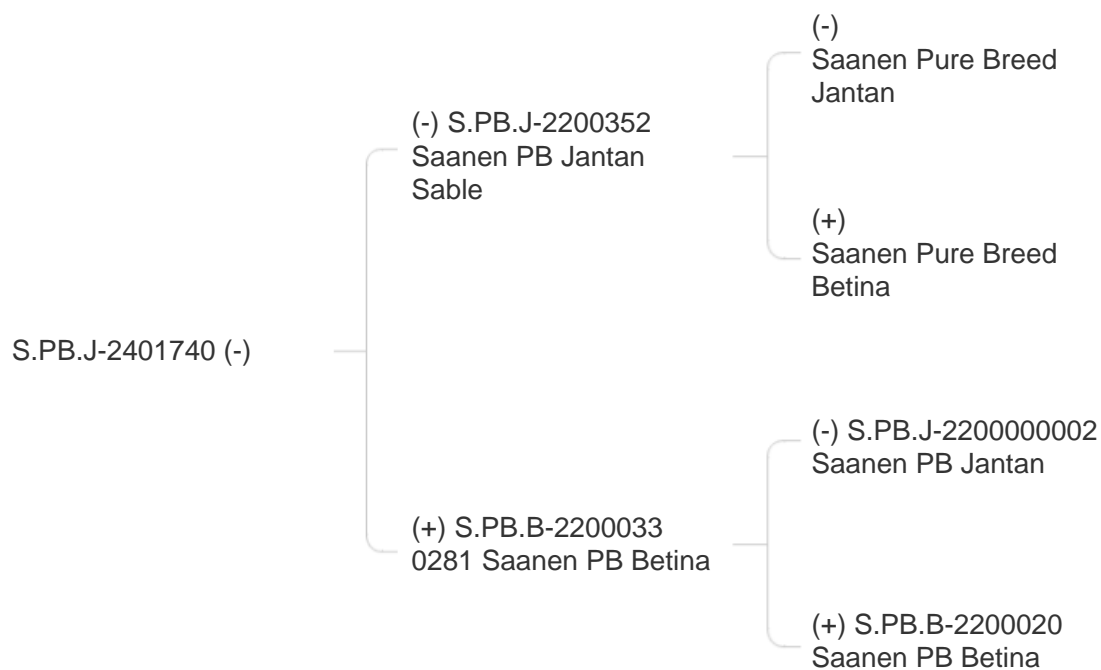 (-)
Saanen Pure Breed
Jantan
(-) S.PB.J-2200352
Saanen PB Jantan
Sable
(+)
Saanen Pure Breed
Betina
S.PB.J-2401740 (-)
(-) S.PB.J-2200000002
Saanen PB Jantan
(+) S.PB.B-2200033
0281 Saanen PB Betina
(+) S.PB.B-2200020
Saanen PB Betina